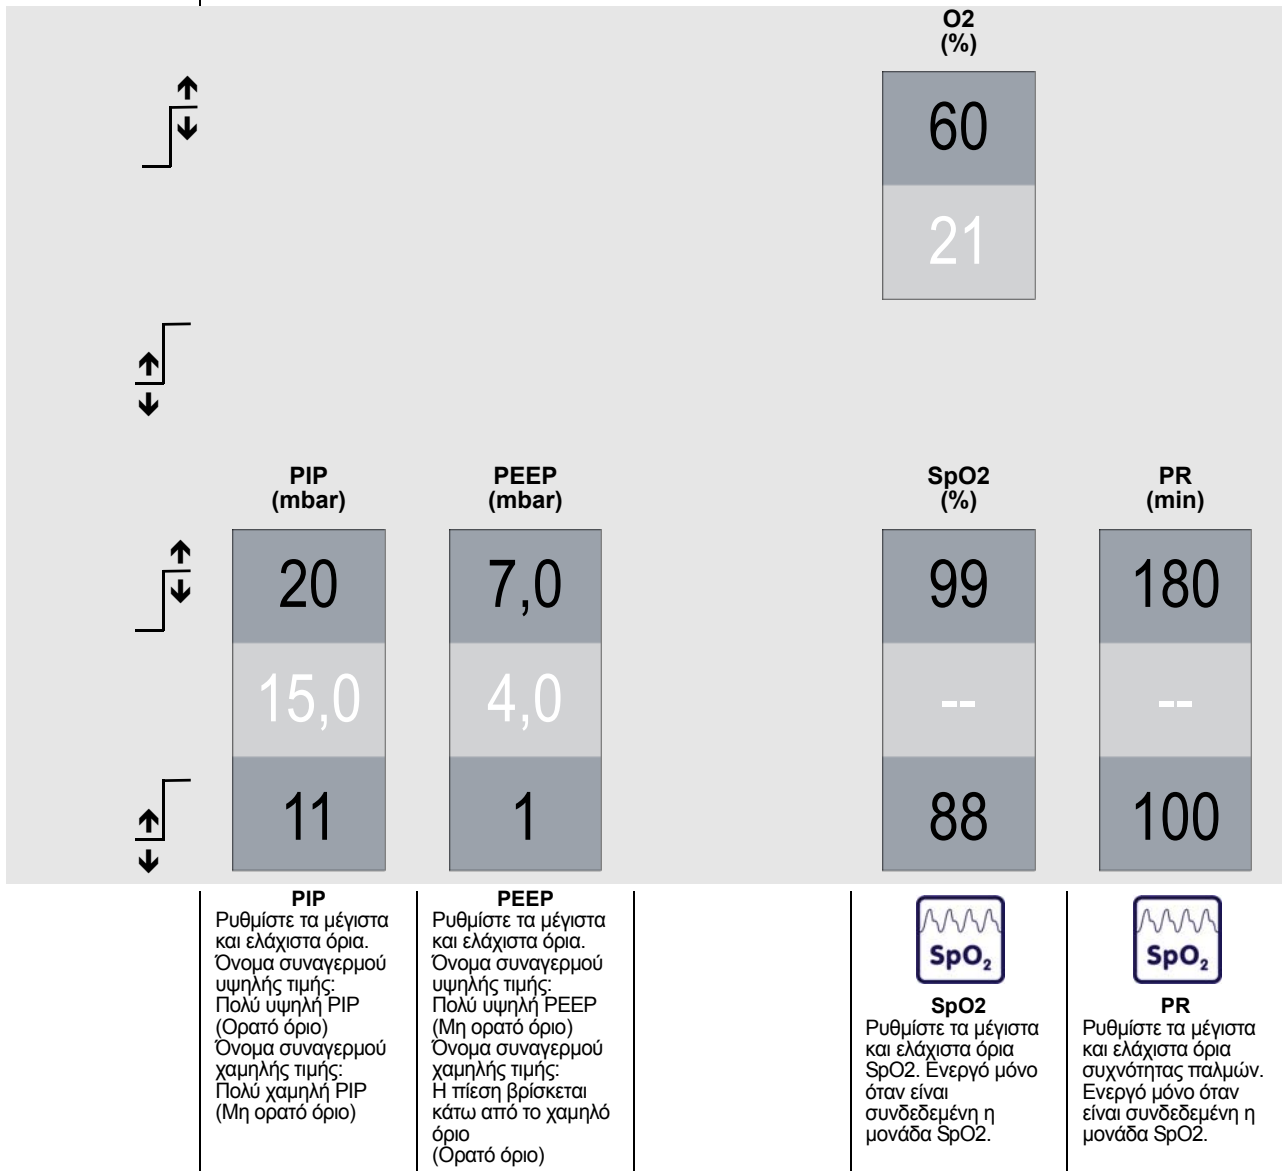 O2
(%)
60
21
PIP
(mbar)
PEEP
(mbar)
SpO2
(%)
PR
(min)
20
7,0
99
180
15,0
4,0
--
--
11
1
88
100
PIP
Ρυθμίστε τα μέγιστα
και ελάχιστα όρια.
Όνομα συναγερμού
υψηλής τιμής:
Πολύ υψηλή PIP
(Ορατό όριο)
Όνομα συναγερμού
χαμηλής τιμής:
Πολύ χαμηλή PIP
(Μη ορατό όριο)
PEEP
Ρυθμίστε τα μέγιστα
και ελάχιστα όρια.
Όνομα συναγερμού
υψηλής τιμής:
Πολύ υψηλή PEEP
(Μη ορατό όριο)
Όνομα συναγερμού
χαμηλής τιμής:
Η πίεση βρίσκεται
κάτω από το χαμηλό
όριο
(Ορατό όριο)
SpO₂
SpO2
Ρυθμίστε τα μέγιστα
και ελάχιστα όρια
SpO2. Ενεργό μόνο
όταν είναι
συνδεδεμένη η
μονάδα SpO2.
SpO₂
PR
Ρυθμίστε τα μέγιστα
και ελάχιστα όρια
συχνότητας παλμών.
Ενεργό μόνο όταν
είναι συνδεδεμένη η
μονάδα SpO2.